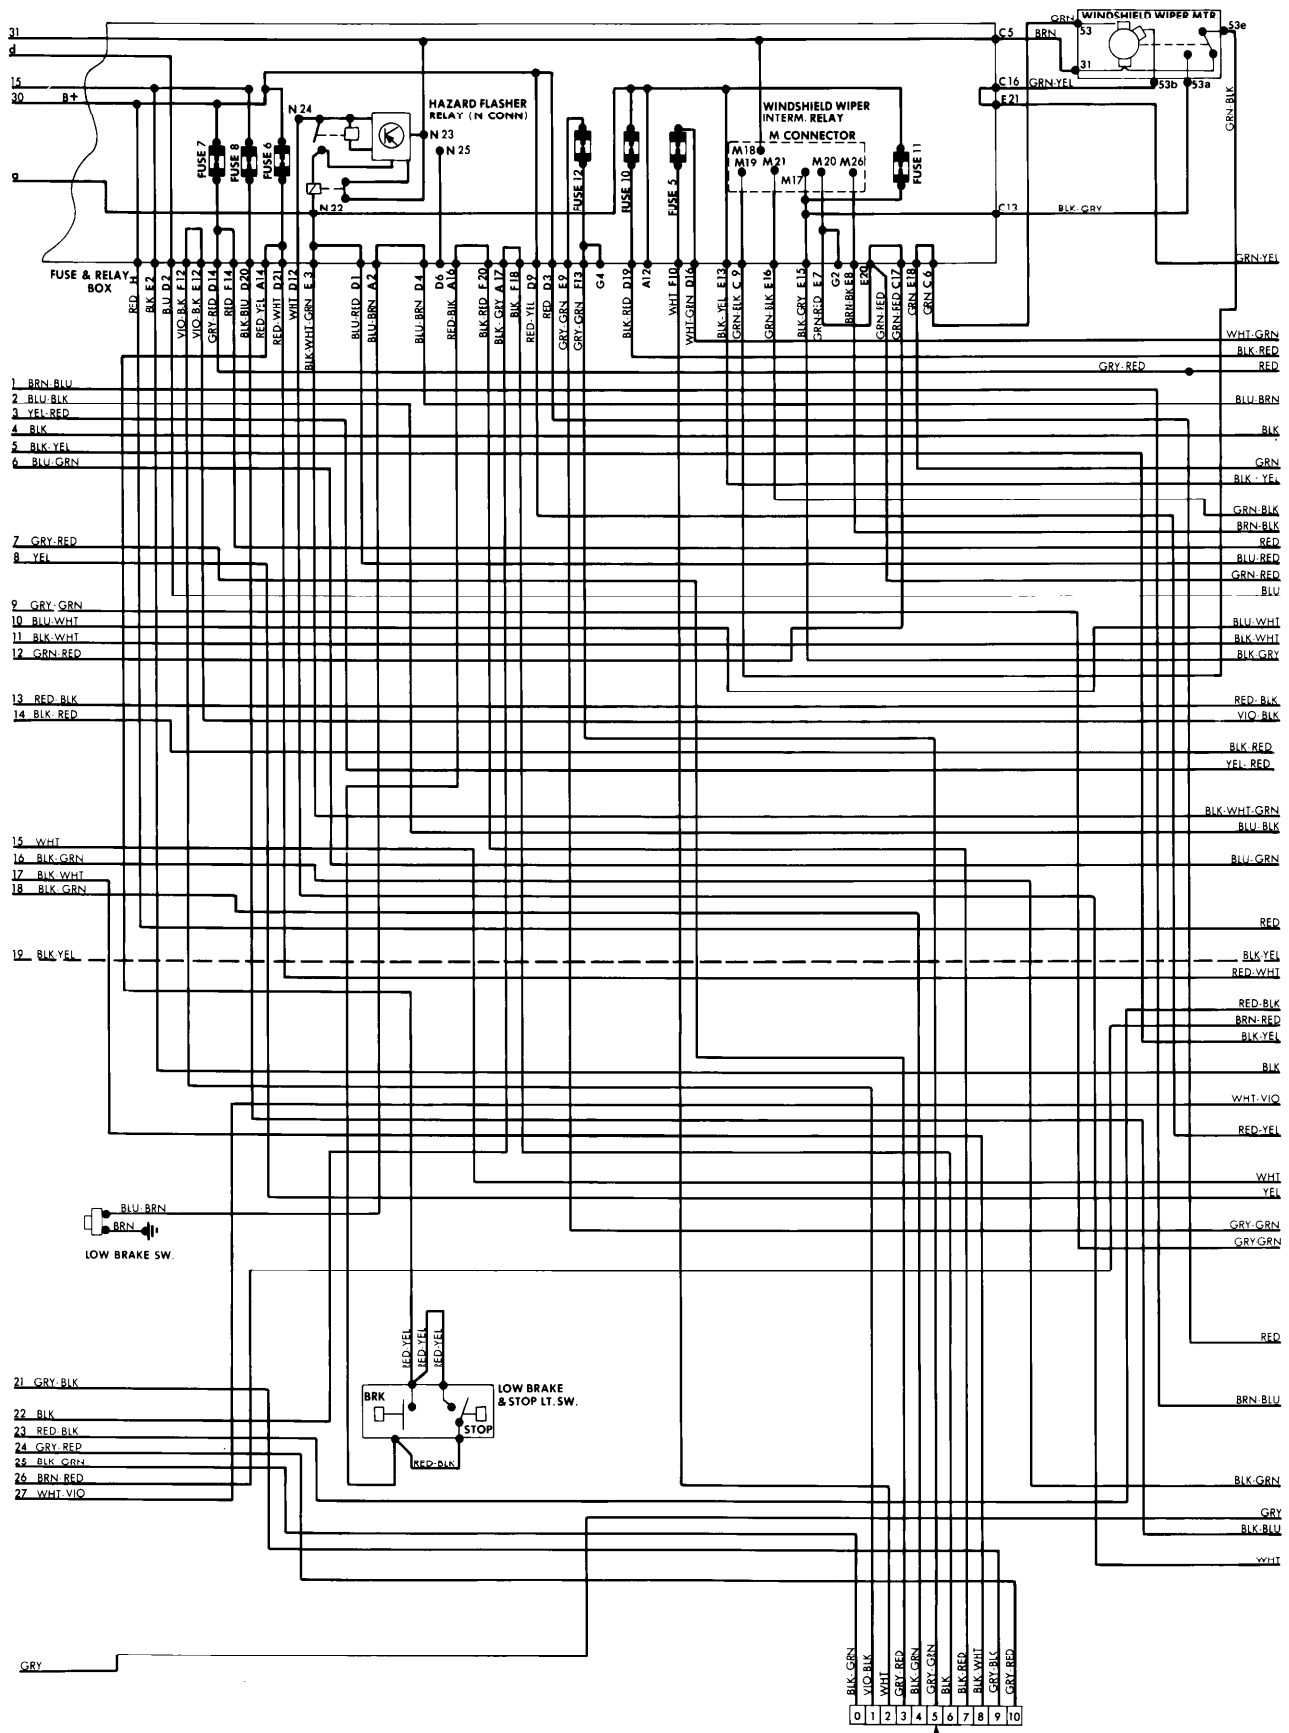 31
d
15
30 B+
g
C5
C16
E21
C13
GRN
BRN
GRN-YEL
BLK-GRY
WINDSHIELD WIPER MTR
53
31
53e
53b
53a
GRN-BLK
GRN-YEL
HAZARD FLASHER
RELAY (N CONN)
N 24
N 23
N 25
N 22
WINDSHIELD WIPER
INTERM. RELAY
M CONNECTOR
M18
M19
M21
M17
M20
M26
FUSE 7
FUSE 8
FUSE 6
FUSE 12
FUSE 10
FUSE 5
FUSE 11
FUSE & RELAY
BOX
RED H
BLK E2
BLU D2
VIO-BLK F12
VIO-BLK E12
GRY-RED D14
RED F14
BLK-BLU D20
RED-YEL A14
RED-WHT D21
WHT D12
BLK-WHT-GRN E 3
BLU-RED D1
BLU-BRN A2
BLU-BRN D4
D6
RED-BLK A16
BLK-RED F20
BLK-GRY A17
BLK F18
RED-YEL D9
RED D3
GRY-GRN E9
GRY-GRN F13
G4
BLK-RED D19
A12
WHT F10
WHT-GRN D16
BLK-YEL E13
GRN-BLK C 9
GRN-BLK E16
BLK-GRY E15
GRN-RED E 7
G2
BRN-BK E8
E20
GRN-RED
GRN-RED C17
GRN E18
GRN C 6
WHT-GRN
BLK-RED
GRY-RED
RED
1 BRN-BLU
2 BLU-BLK
3 YEL-RED
4 BLK
5 BLK-YEL
6 BLU-GRN
BLU-BRN
BLK
GRN
BLK-YEL
GRN-BLK
BRN-BLK
7 GRY-RED
8 YEL
RED
BLU-RED
GRN-RED
BLU
9 GRY-GRN
10 BLU-WHT
11 BLK-WHT
12 GRN-RED
BLU-WHT
BLK-WHT
BLK-GRY
13 RED-BLK
14 BLK-RED
RED-BLK
VIO-BLK
BLK-RED
YEL-RED
BLK-WHT-GRN
BLU-BLK
15 WHT
16 BLK-GRN
17 BLK-WHT
18 BLK-GRN
BLU-GRN
RED
19 BLK-YEL
BLK-YEL
RED-WHT
RED-BLK
BRN-RED
BLK-YEL
BLK
WHT-VIO
RED-YEL
WHT
YEL
BLU-BRN
BRN
LOW BRAKE SW.
GRY-GRN
GRY-GRN
RED
RED-YEL
RED-YEL
RED-YEL
BRK
STOP
LOW BRAKE
& STOP LT. SW.
RED-BLK
21 GRY-BLK
22 BLK
23 RED-BLK
24 GRY-RED
25 BLK-GRN
26 BRN-RED
27 WHT-VIO
BRN-BLU
BLK-GRN
GRY
BLK-BLU
WHT
GRY
BLK-GRN
VIO-BLK
WHT
GRY-RED
BLK-GRN
GRY-GRN
BLK
BLK-RED
BLK-WHT
GRY-BLK
GRY-RED
0 1 2 3 4 5 6 7 8 9 10